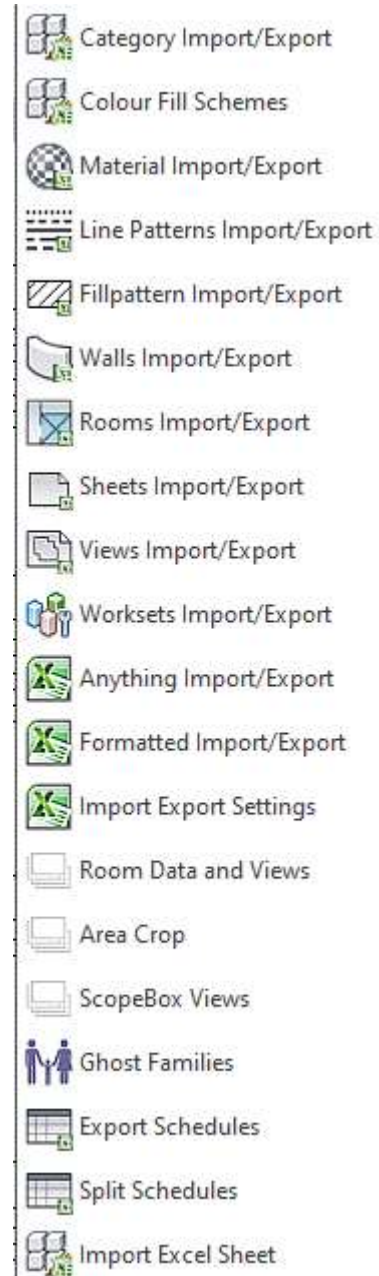 Category Import/Export
Colour Fill Schemes
Material Import/Export
Line Patterns Import/Export
Fillpattern Import/Export
Walls Import/Export
Rooms Import/Export
Sheets Import/Export
Views Import/Export
Worksets Import/Export
Anything Import/Export
Formatted Import/Export
Import Export Settings
Room Data and Views
Area Crop
ScopeBox Views
Ghost Families
Export Schedules
Split Schedules
Import Excel Sheet